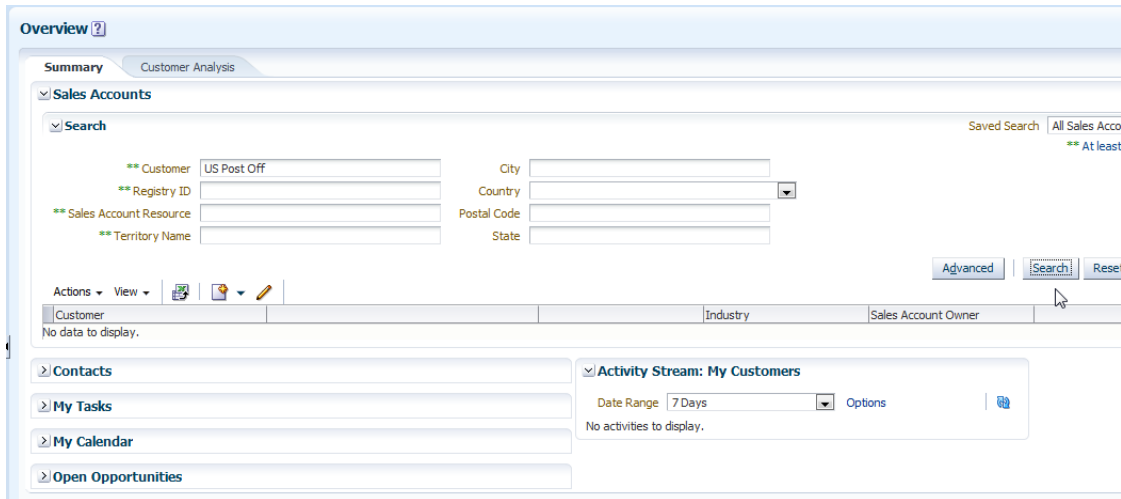 Overview ?
Summary Customer Analysis
Sales Accounts
Search Saved Search All Sales Acco
** At least
** Customer US Post Off City
** Registry ID Country
** Sales Account Resource Postal Code
** Territory Name State
Advanced Search Reset
Actions View
Customer Industry Sales Account Owner
No data to display.
Contacts Activity Stream: My Customers
Date Range 7 Days Options
My Tasks
No activities to display.
My Calendar
Open Opportunities